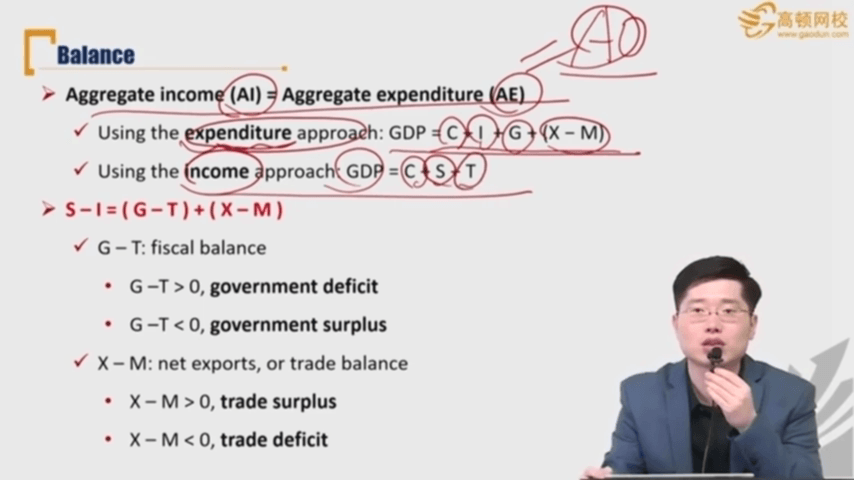 高顿网校
www.gaodun.com
AO
Balance
➤ Aggregate income (AI) = Aggregate expenditure (AE)
✓ Using the expenditure approach: GDP = C + I + G + (X – M)
✓ Using the income approach: GDP = C + S + T
➤ S – I = ( G – T ) + ( X – M )
✓ G – T: fiscal balance
• G –T > 0, government deficit
• G –T < 0, government surplus
✓ X – M: net exports, or trade balance
• X – M > 0, trade surplus
• X – M < 0, trade deficit